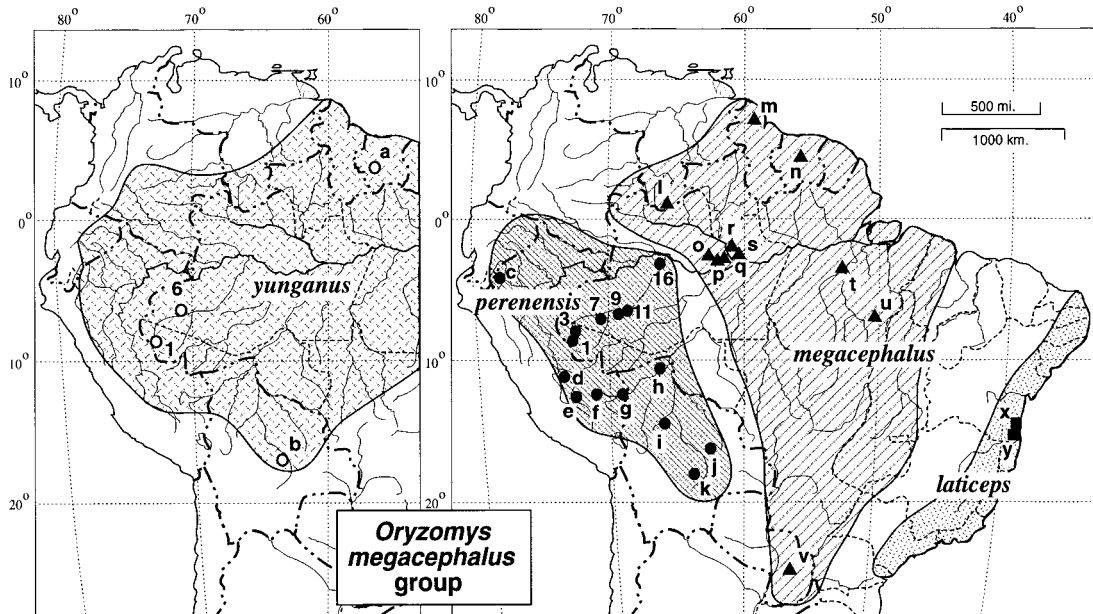 80° 70° 60°
80° 70° 60° 50° 40°
10°
0°
10°
20°
a
6
yunganus
1
b
10°
0°
10°
20°
m
500 mi.
1000 km.
n
l
r
o
s
p
q
c
16
perenensis
7
9
11
3
1
t
u
megacephalus
d
e
f
g
h
i
j
k
x
y
laticeps
v
Oryzomys
megacephalus
group